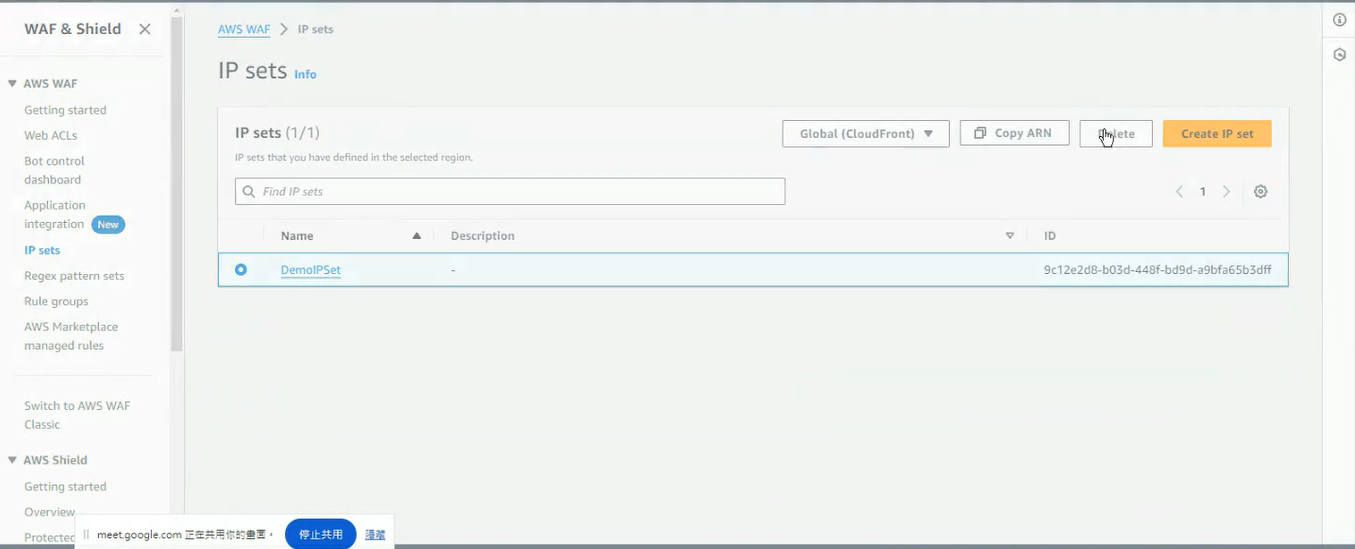 WAF & Shield
AWS WAF
Getting started
Web ACLs
Bot control
dashboard
Application
integration New
IP sets
Regex pattern sets
Rule groups
AWS Marketplace
managed rules
Switch to AWS WAF
Classic
AWS Shield
Getting started
Overview
Protected
AWS WAF > IP sets
IP sets Info
IP sets (1/1)
Global (CloudFront) Copy ARN Create IP set
IP sets that you have defined in the selected region.
Find IP sets
1
Name Description ID
DemoIPSet - 9c12e2d8-b03d-448f-bd9d-a9bfa65b3dff
meet.google.com 正在共用你的畫面。 停止共用 隱藏